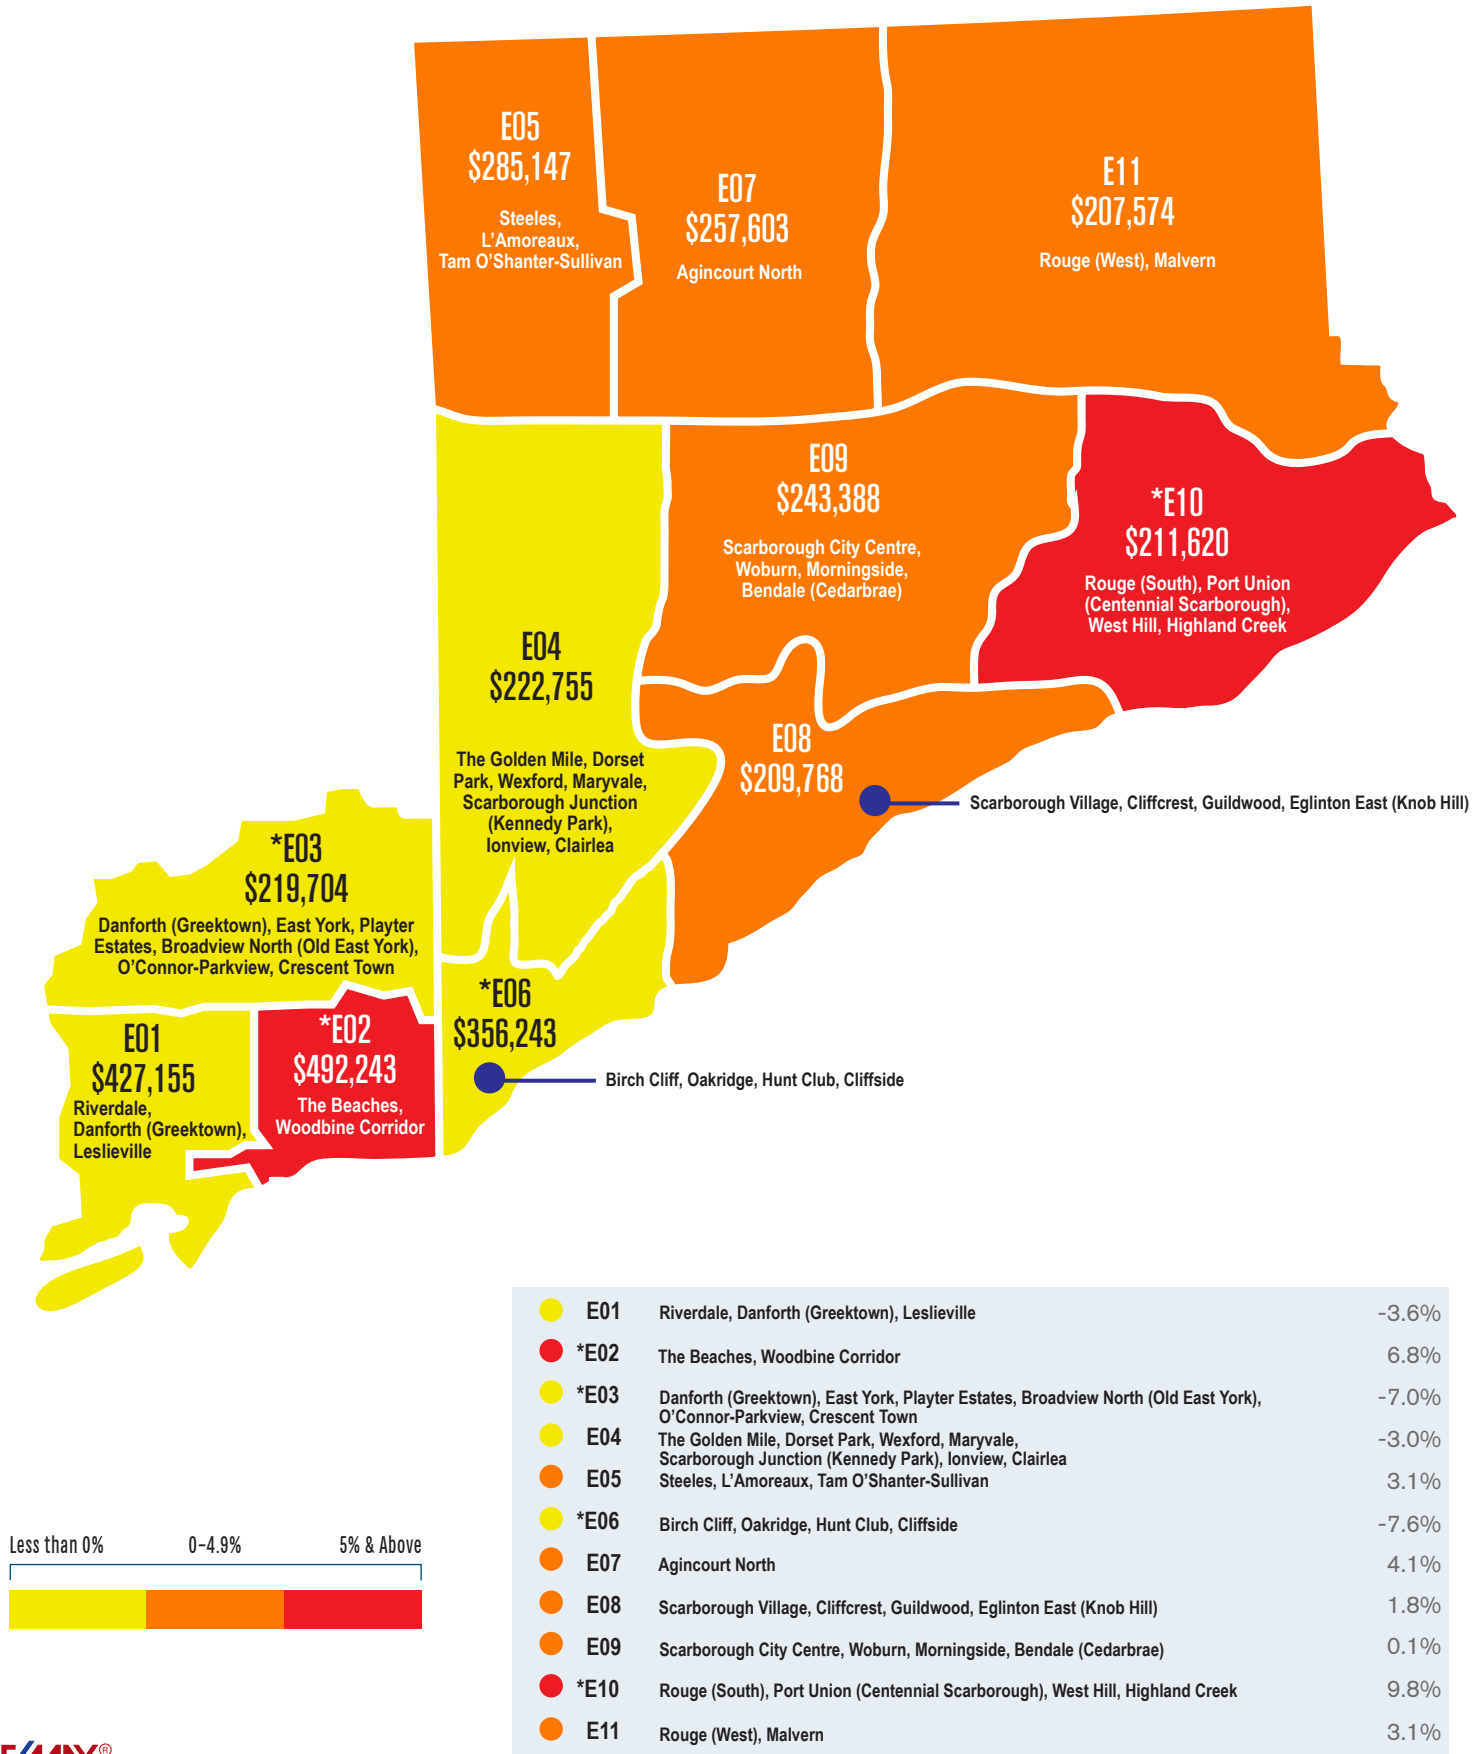 E05
$285,147
Steeles,
L'Amoreaux,
Tam O'Shanter-Sullivan
E07
$257,603
Agincourt North
E11
$207,574
Rouge (West), Malvern
E09
$243,388
Scarborough City Centre,
Woburn, Morningside,
Bendale (Cedarbrae)
*E10
$211,620
Rouge (South), Port Union
(Centennial Scarborough),
West Hill, Highland Creek
E04
$222,755
The Golden Mile, Dorset
Park, Wexford, Maryvale,
Scarborough Junction
(Kennedy Park),
Ionview, Clairlea
E08
$209,768
Scarborough Village, Cliffcrest, Guildwood, Eglinton East (Knob Hill)
*E03
$219,704
Danforth (Greektown), East York, Playter
Estates, Broadview North (Old East York),
O'Connor-Parkview, Crescent Town
*E06
$356,243
Birch Cliff, Oakridge, Hunt Club, Cliffside
E01
$427,155
Riverdale,
Danforth (Greektown),
Leslieville
*E02
$492,243
The Beaches,
Woodbine Corridor
E01 Riverdale, Danforth (Greektown), Leslieville -3.6%
*E02 The Beaches, Woodbine Corridor 6.8%
*E03 Danforth (Greektown), East York, Playter Estates, Broadview North (Old East York), -7.0%
O'Connor-Parkview, Crescent Town
E04 The Golden Mile, Dorset Park, Wexford, Maryvale, -3.0%
Scarborough Junction (Kennedy Park), Ionview, Clairlea
E05 Steeles, L'Amoreaux, Tam O'Shanter-Sullivan 3.1%
*E06 Birch Cliff, Oakridge, Hunt Club, Cliffside -7.6%
E07 Agincourt North 4.1%
E08 Scarborough Village, Cliffcrest, Guildwood, Eglinton East (Knob Hill) 1.8%
E09 Scarborough City Centre, Woburn, Morningside, Bendale (Cedarbrae) 0.1%
*E10 Rouge (South), Port Union (Centennial Scarborough), West Hill, Highland Creek 9.8%
E11 Rouge (West), Malvern 3.1%
Less than 0% 0-4.9% 5% & Above